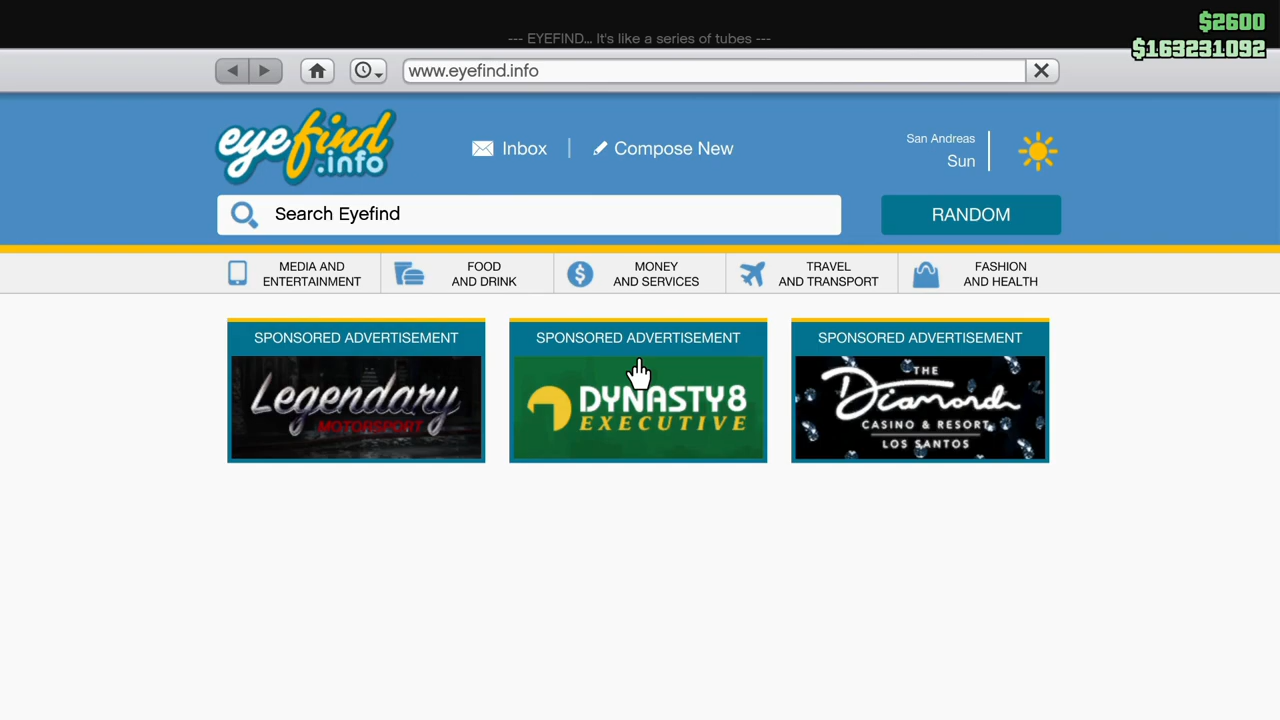 $2600
--- EYEFIND... It's like a series of tubes ---
$163231092
www.eyefind.info
eyefind.info
Inbox
Compose New
San Andreas
Sun
Search Eyefind
RANDOM
MEDIA AND
ENTERTAINMENT
FOOD
AND DRINK
MONEY
AND SERVICES
TRAVEL
AND TRANSPORT
FASHION
AND HEALTH
SPONSORED ADVERTISEMENT
Legendary
MOTORSPORT
SPONSORED ADVERTISEMENT
DYNASTY8
EXECUTIVE
SPONSORED ADVERTISEMENT
THE
Diamond
CASINO & RESORT
LOS SANTOS